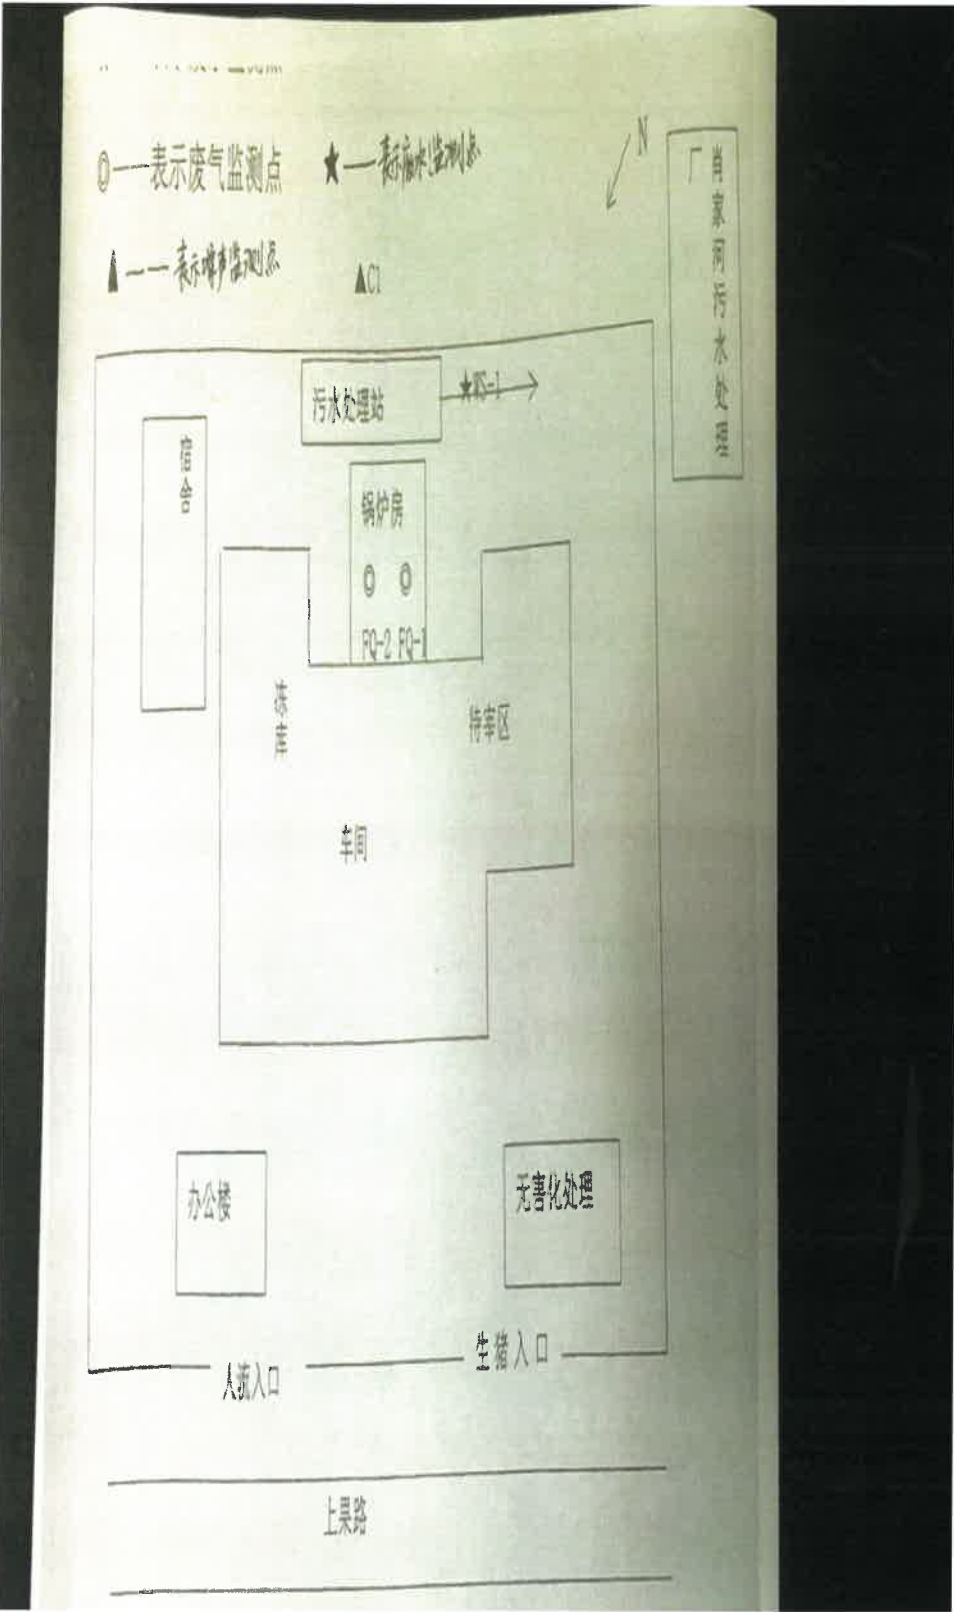 ◎——表示废气监测点
★——表示废水监测点
N
▲——表示噪声监测点
▲C1
肖家河污水处理厂
污水处理站
★WS-1
宿舍
锅炉房
◎ ◎
FQ-2 FQ-1
冻库
待宰区
车间
办公楼
无害化处理
生猪入口
人流入口
上果路